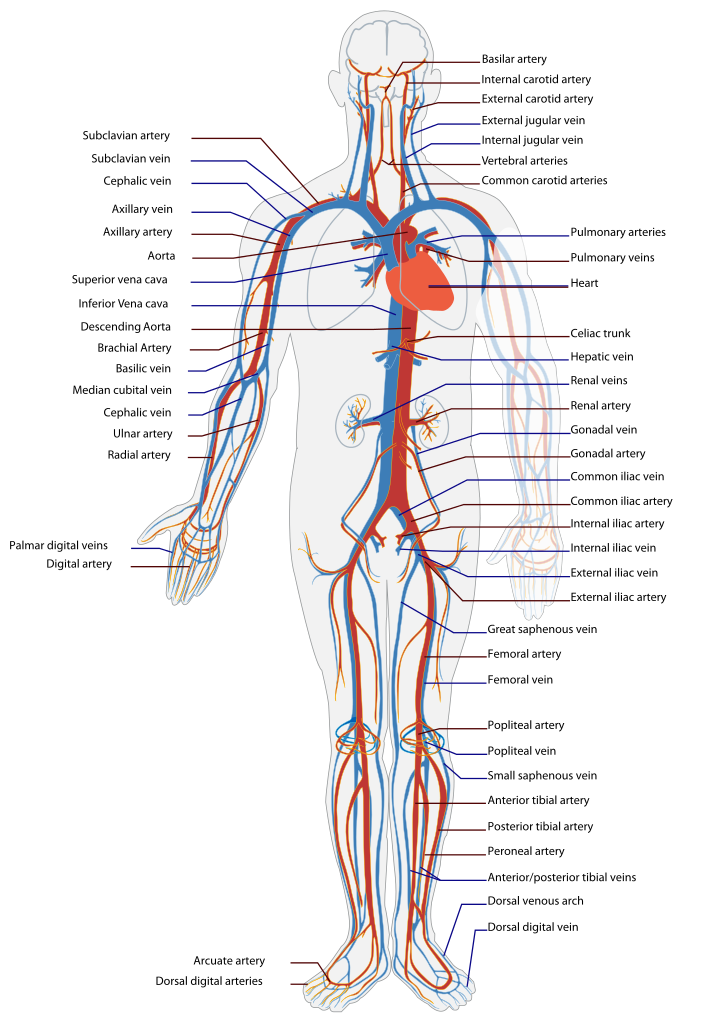 Subclavian artery
Subclavian vein
Cephalic vein
Axillary vein
Axillary artery
Aorta
Superior vena cava
Inferior Vena cava
Descending Aorta
Brachial Artery
Basilic vein
Median cubital vein
Cephalic vein
Ulnar artery
Radial artery
Palmar digital veins
Digital artery
Arcuate artery
Dorsal digital arteries
Basilar artery
Internal carotid artery
External carotid artery
External jugular vein
Internal jugular vein
Vertebral arteries
Common carotid arteries
Pulmonary arteries
Pulmonary veins
Heart
Celiac trunk
Hepatic vein
Renal veins
Renal artery
Gonadal vein
Gonadal artery
Common iliac vein
Common iliac artery
Internal iliac artery
Internal iliac vein
External iliac vein
External iliac artery
Great saphenous vein
Femoral artery
Femoral vein
Popliteal artery
Popliteal vein
Small saphenous vein
Anterior tibial artery
Posterior tibial artery
Peroneal artery
Anterior/posterior tibial veins
Dorsal venous arch
Dorsal digital vein